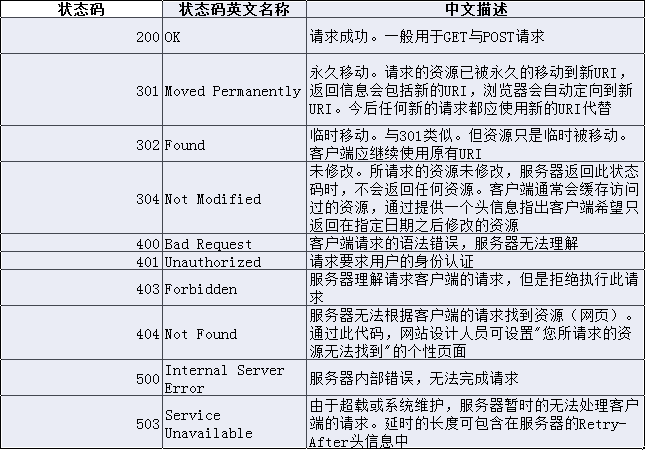 状态码 状态码英文名称 中文描述
200 OK 请求成功。一般用于GET与POST请求
301 Moved Permanently 永久移动。请求的资源已被永久的移动到新URI，
返回信息会包括新的URI，浏览器会自动定向到新
URI。今后任何新的请求都应使用新的URI代替
302 Found 临时移动。与301类似。但资源只是临时被移动。
客户端应继续使用原有URI
304 Not Modified 未修改。所请求的资源未修改，服务器返回此状态
码时，不会返回任何资源。客户端通常会缓存访问
过的资源，通过提供一个头信息指出客户端希望只
返回在指定日期之后修改的资源
400 Bad Request 客户端请求的语法错误，服务器无法理解
401 Unauthorized 请求要求用户的身份认证
403 Forbidden 服务器理解请求客户端的请求，但是拒绝执行此请
求
404 Not Found 服务器无法根据客户端的请求找到资源（网页）。
通过此代码，网站设计人员可设置"您所请求的资
源无法找到"的个性页面
500 Internal Server
Error 服务器内部错误，无法完成请求
503 Service
Unavailable 由于超载或系统维护，服务器暂时的无法处理客户
端的请求。延时的长度可包含在服务器的Retry-
After头信息中